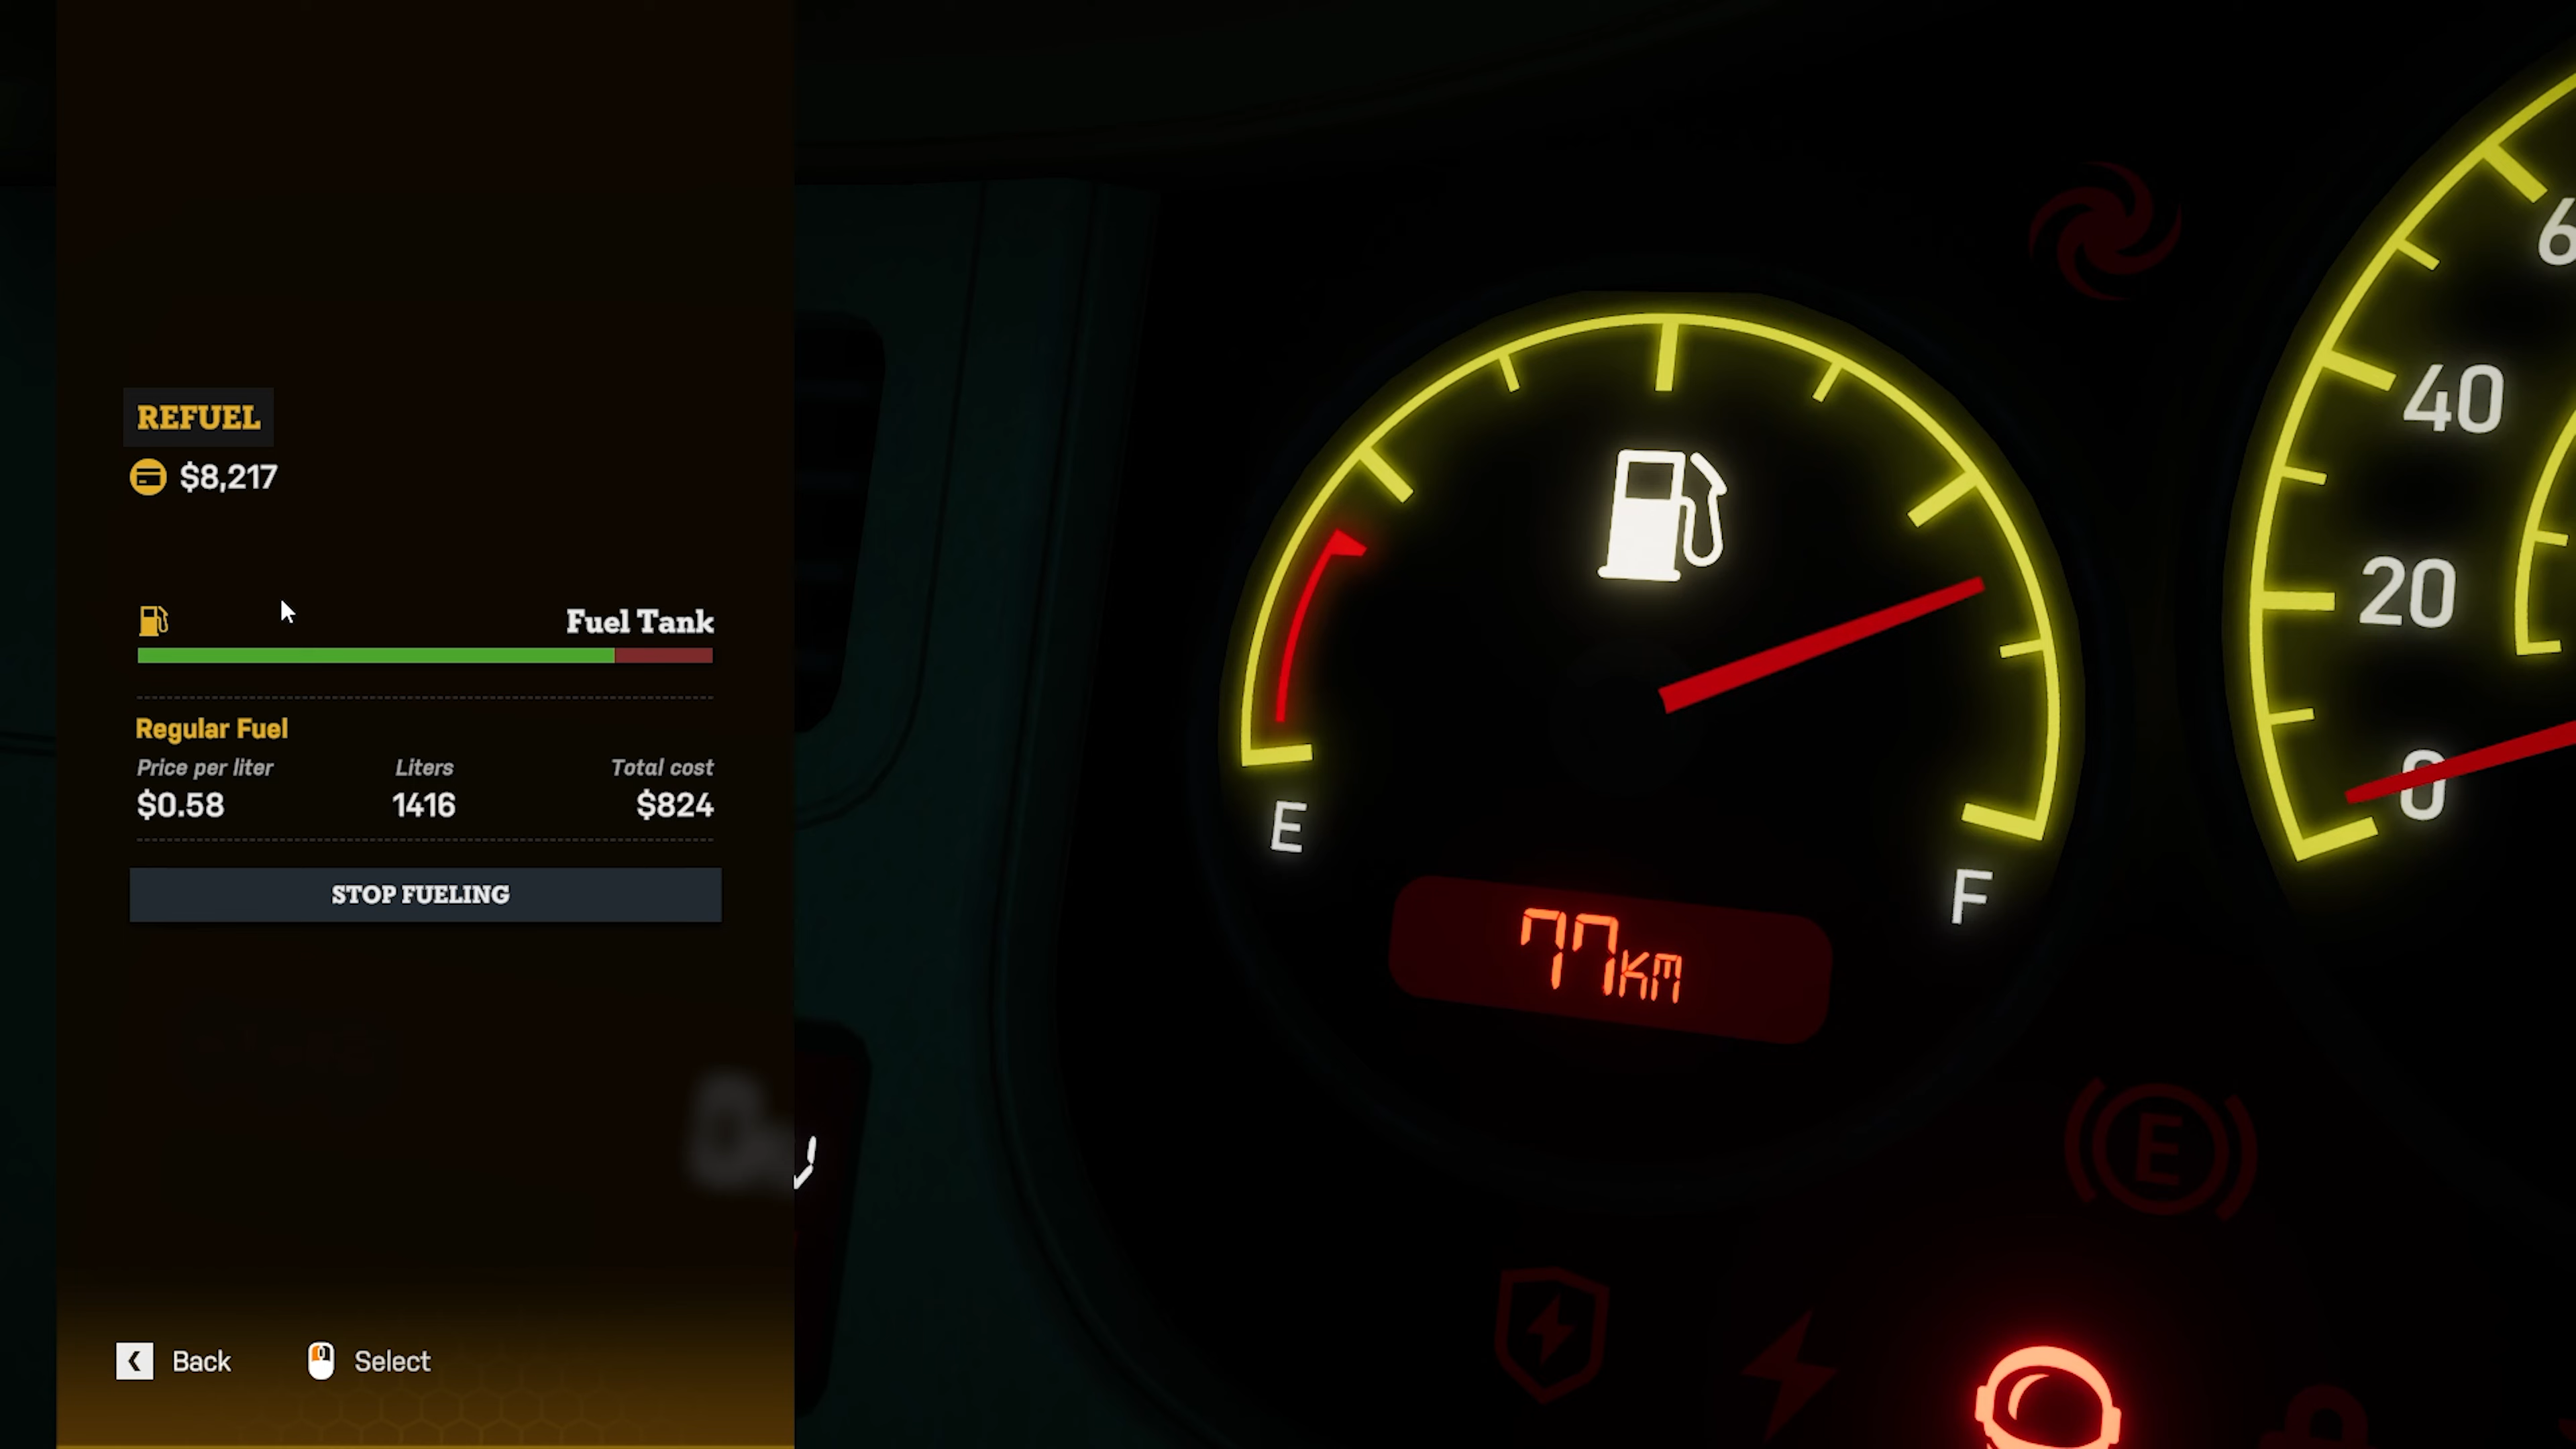 REFUEL
$8,217
Fuel Tank
Regular Fuel
Price per liter Liters Total cost
$0.58 1416 $824
STOP FUELING
Back Select
E
F
77KM
40
20
0
E